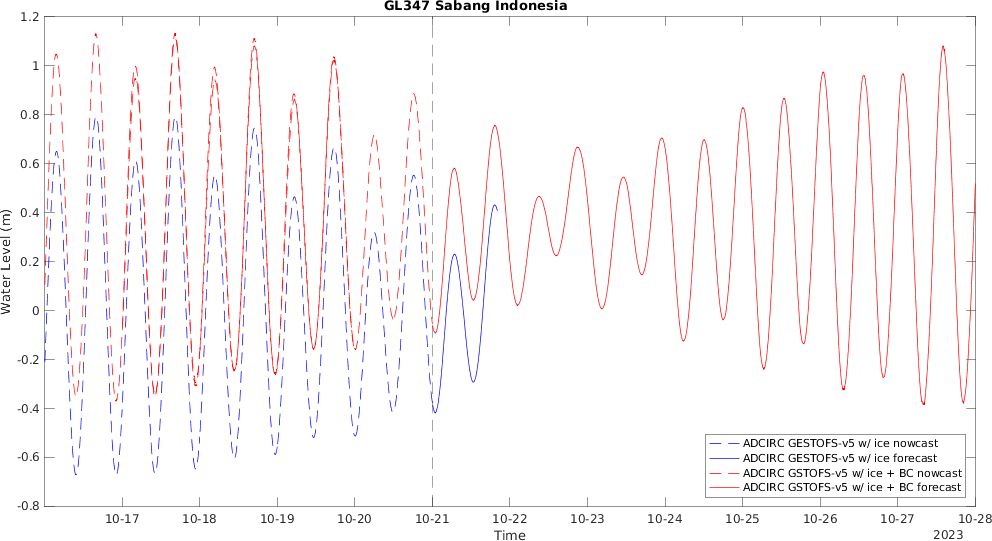 GL347 Sabang Indonesia
1.2
1
0.8
0.6
0.4
0.2
0
-0.2
-0.4
-0.6
-0.8
Water Level (m)
10-17 10-18 10-19 10-20 10-21 10-22 10-23 10-24 10-25 10-26 10-27 10-28
Time
2023
ADCIRC GESTOFS-v5 w/ ice nowcast
ADCIRC GESTOFS-v5 w/ ice forecast
ADCIRC GSTOFS-v5 w/ ice + BC nowcast
ADCIRC GSTOFS-v5 w/ ice + BC forecast